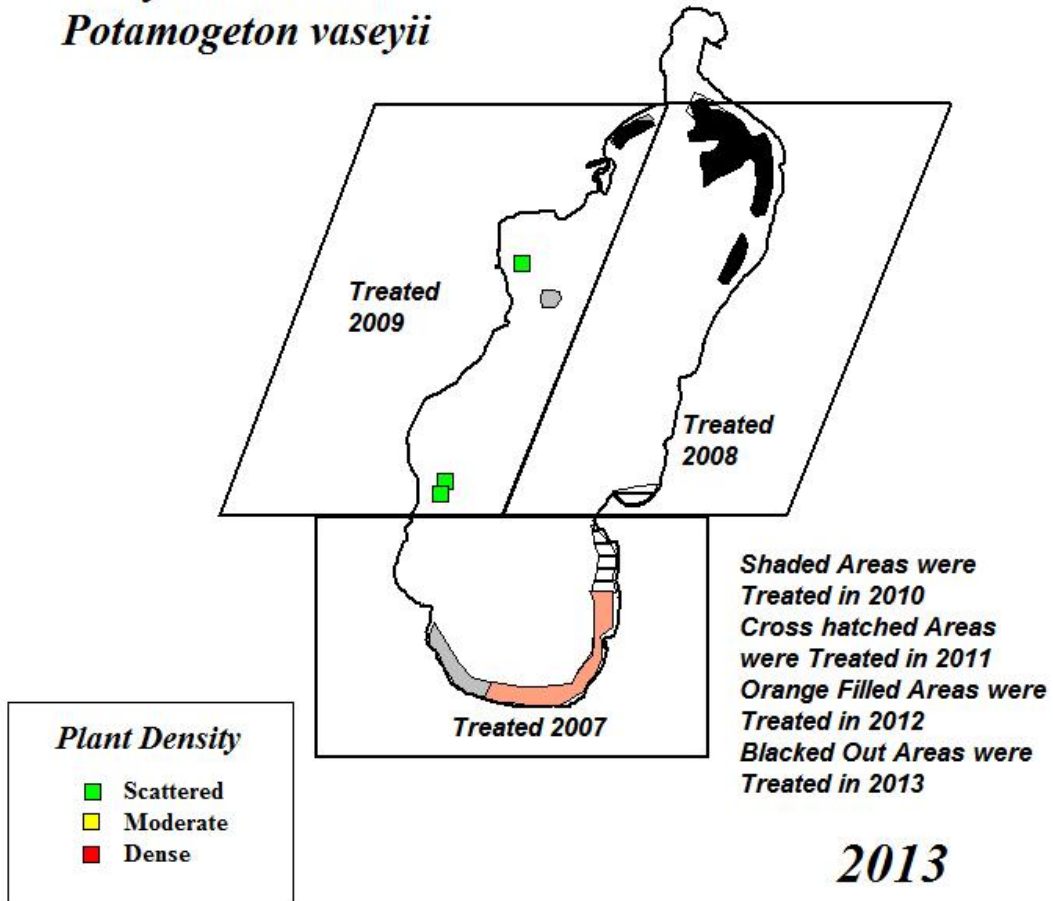 Potamogeton vaseyii
Treated
2009
Treated
2008
Treated 2007
Shaded Areas were
Treated in 2010
Cross hatched Areas
were Treated in 2011
Orange Filled Areas were
Treated in 2012
Blacked Out Areas were
Treated in 2013
Plant Density
Scattered
Moderate
Dense
2013